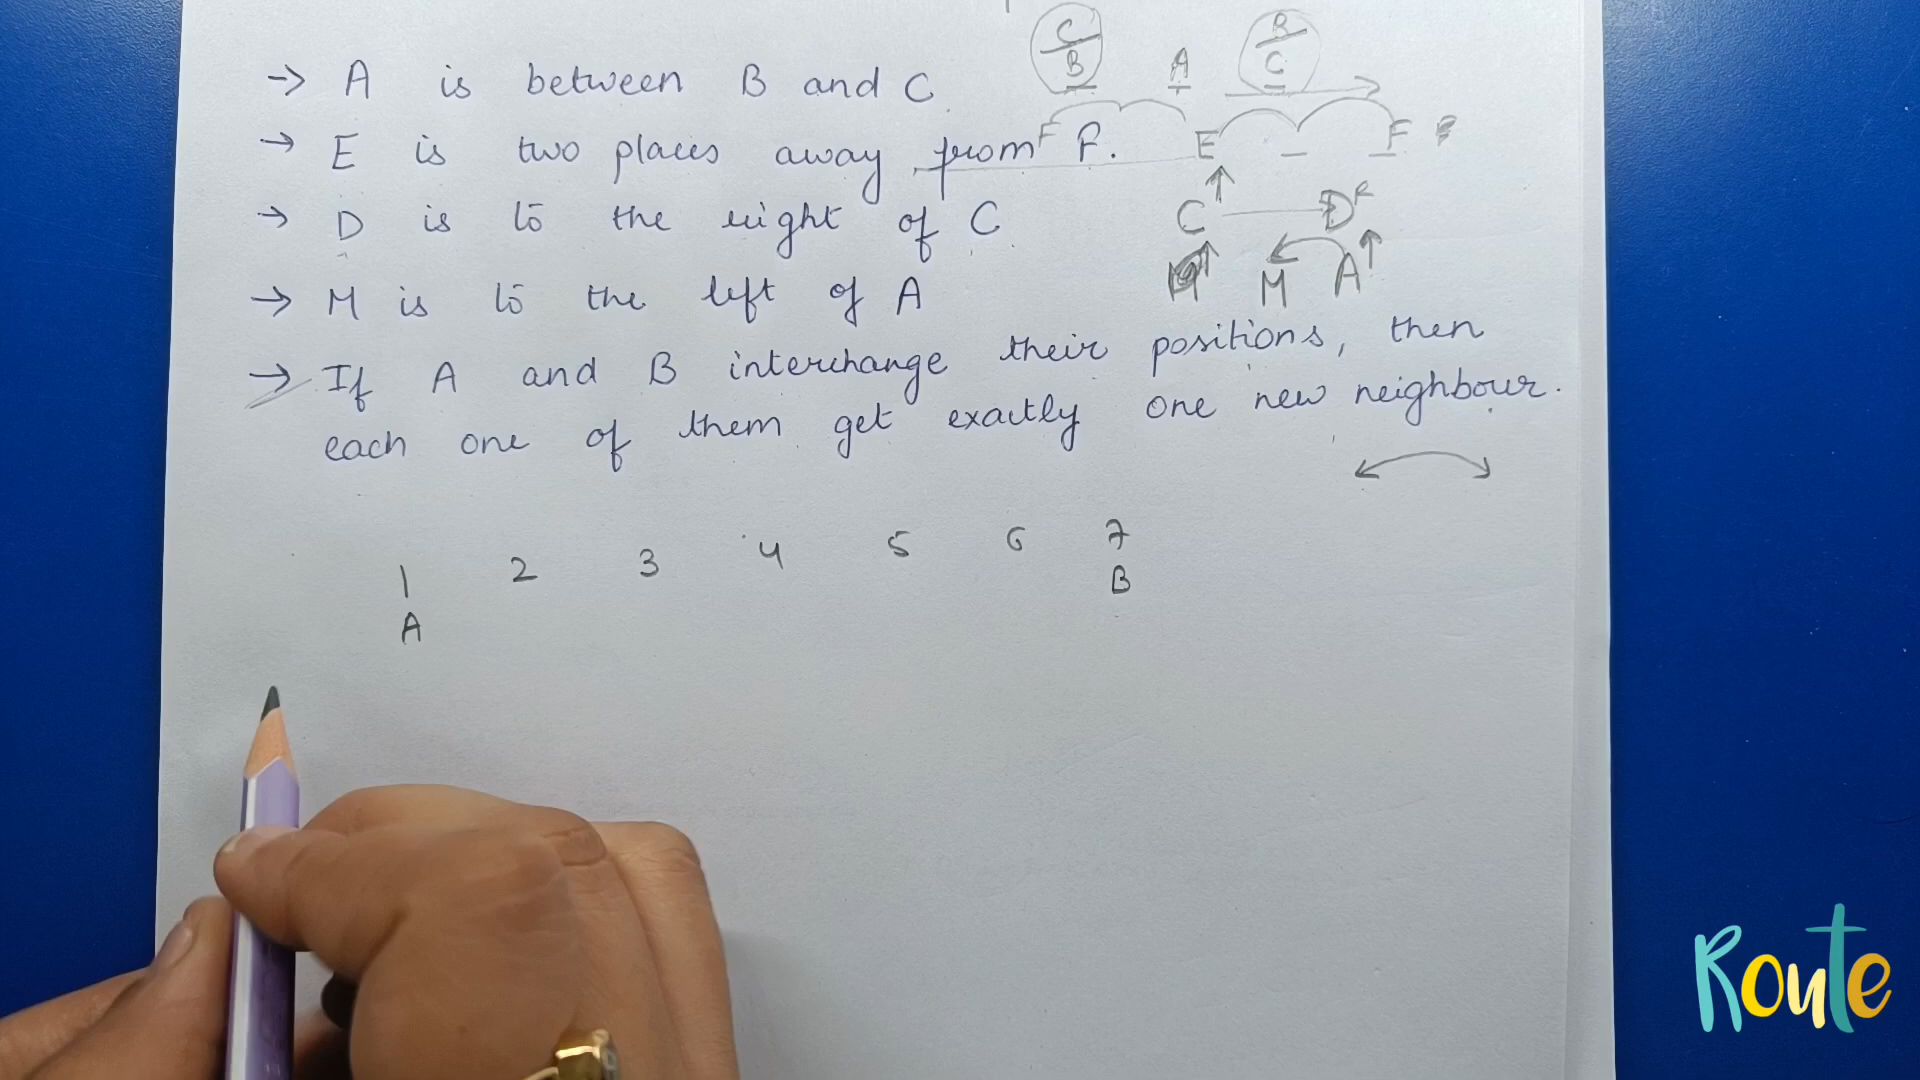 C
B
A
B
C
→ A is between B and C.
→ E is two places away from F.
F E _ _ F
→ D is to the right of C
C → D R
→ M is to the left of A
M A
→ If A and B interchange their positions, then
each one of them get exactly one new neighbour.
1 2 3 4 5 6 7
A B
Route